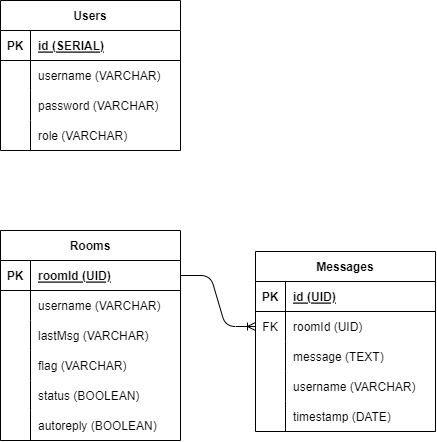 Users
PK id (SERIAL)
username (VARCHAR)
password (VARCHAR)
role (VARCHAR)
Rooms
PK roomId (UID)
username (VARCHAR)
lastMsg (VARCHAR)
flag (VARCHAR)
status (BOOLEAN)
autoreply (BOOLEAN)
Messages
PK id (UID)
FK roomId (UID)
message (TEXT)
username (VARCHAR)
timestamp (DATE)